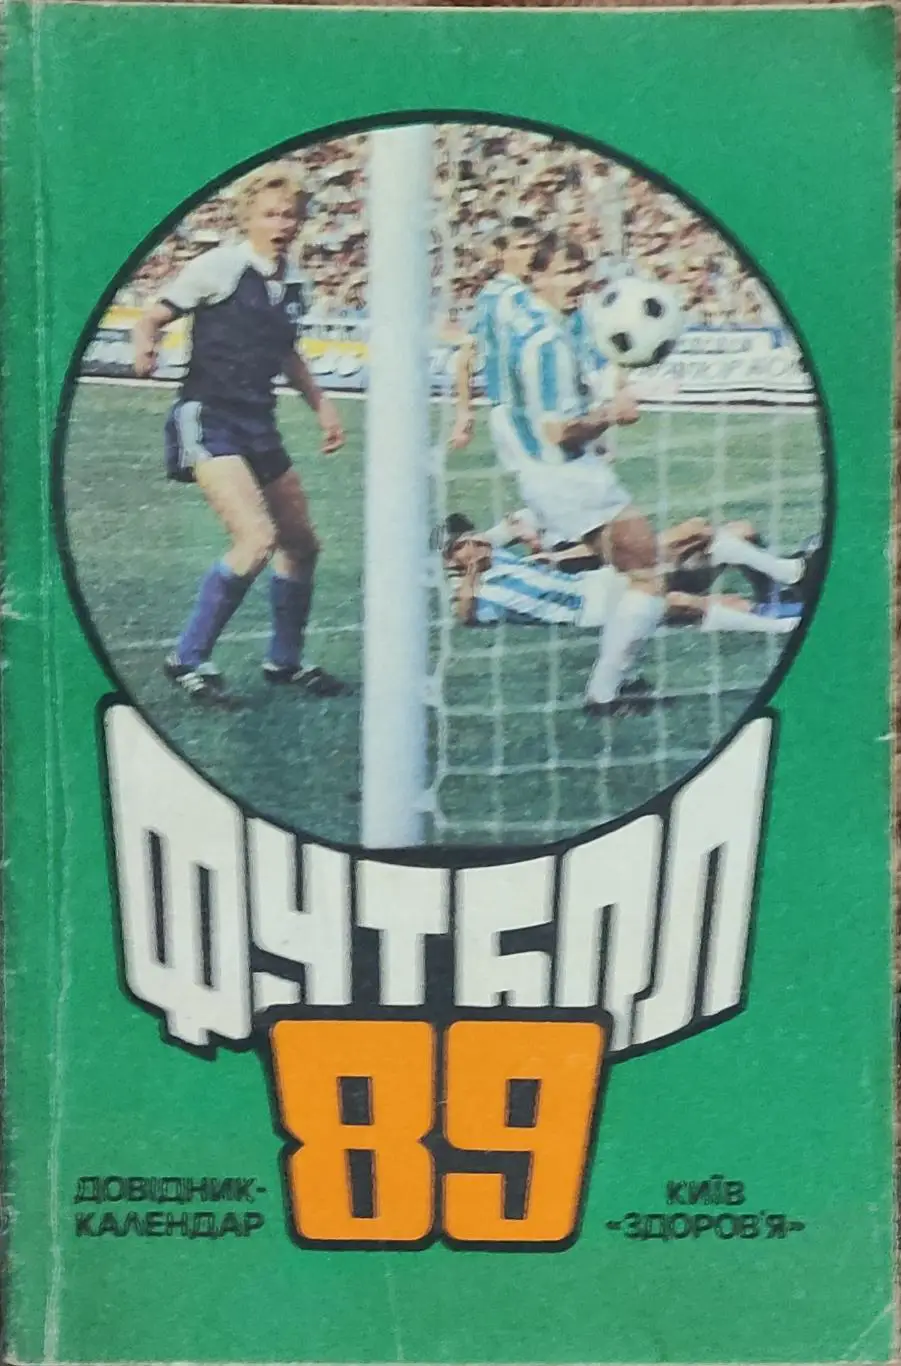 ФУТБОЛ
89
ДОВІДНИК-
КАЛЕНДАР
КИЇВ
«ЗДОРОВ'Я»